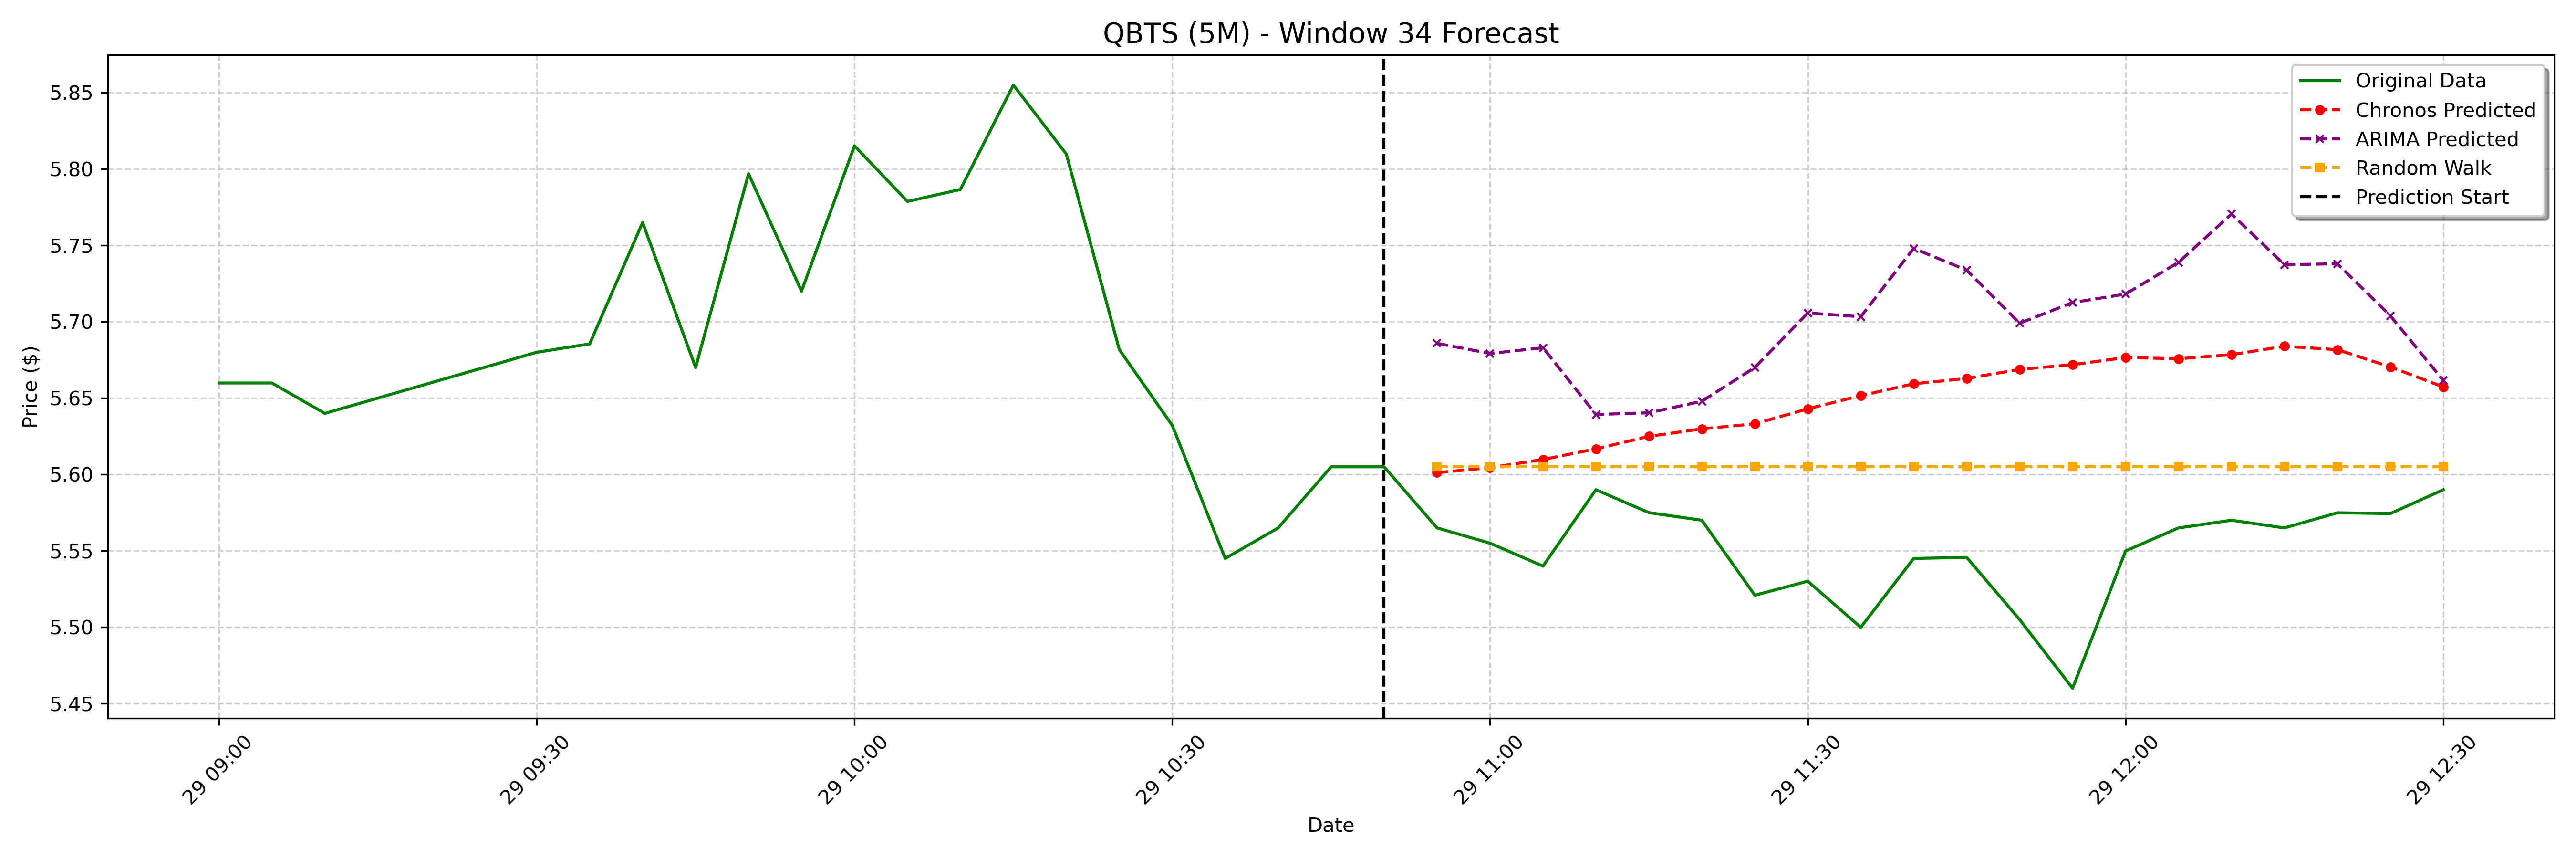 QBTS (5M) - Window 34 Forecast
Original Data
Chronos Predicted
ARIMA Predicted
Random Walk
Prediction Start
Price ($)
5.85
5.80
5.75
5.70
5.65
5.60
5.55
5.50
5.45
29 09:00
29 09:30
29 10:00
29 10:30
29 11:00
29 11:30
29 12:00
29 12:30
Date